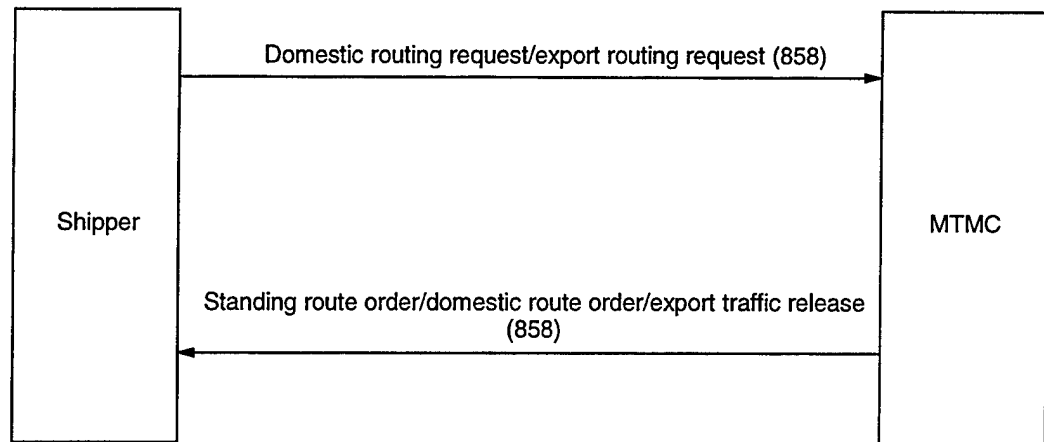 Domestic routing request/export routing request (858)
Shipper
MTMC
Standing route order/domestic route order/export traffic release
(858)